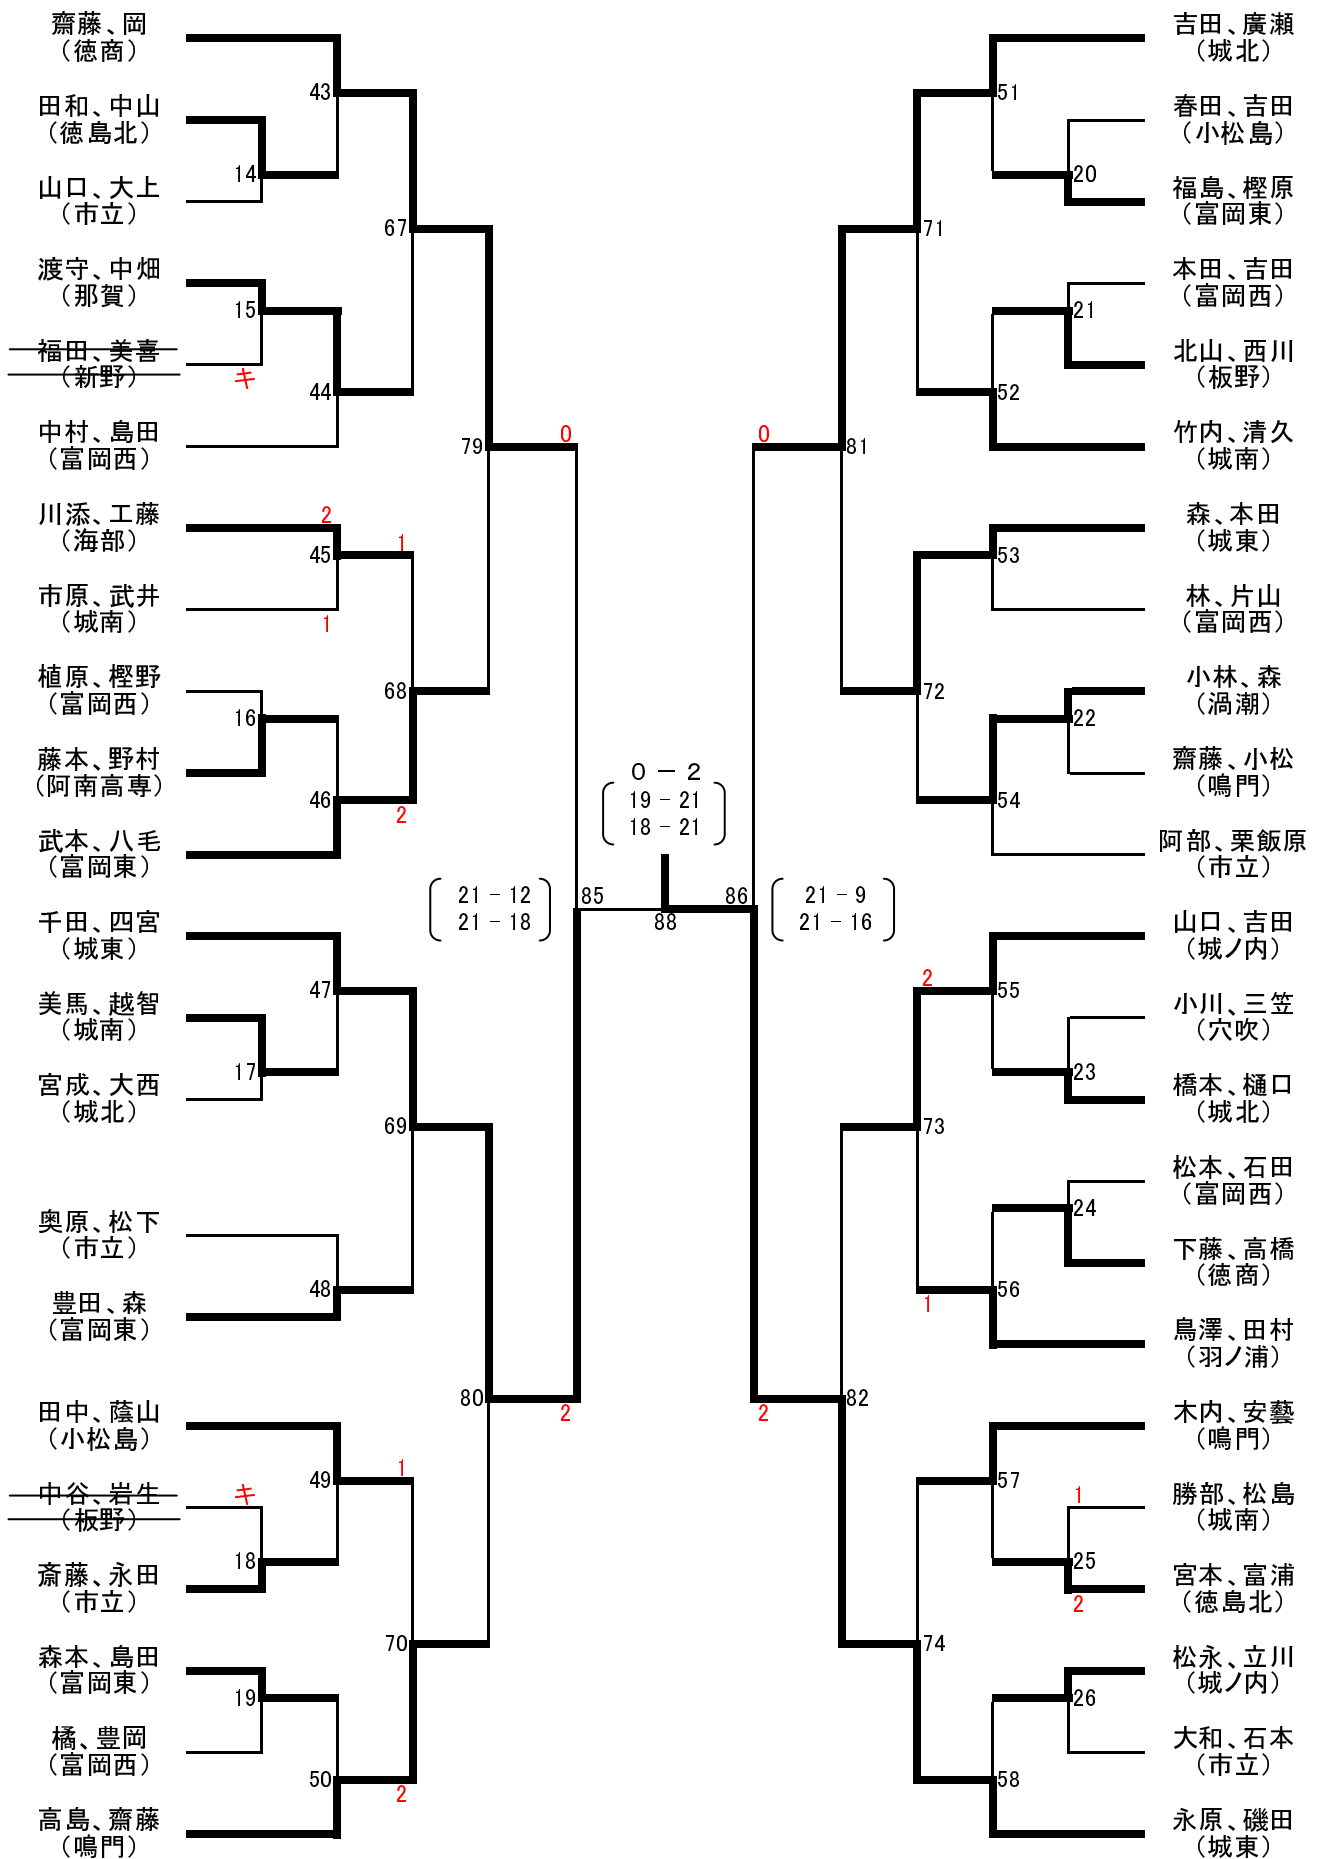 齋藤、岡
（徳商）
田和、中山
（徳島北）
山口、大上
（市立）
渡守、中畑
（那賀）
福田、美喜
（新野）
中村、島田
（富岡西）
川添、工藤
（海部）
市原、武井
（城南）
植原、樫野
（富岡西）
藤本、野村
（阿南高専）
武本、八毛
（富岡東）
千田、四宮
（城東）
美馬、越智
（城南）
宮成、大西
（城北）
奥原、松下
（市立）
豊田、森
（富岡東）
田中、蔭山
（小松島）
中谷、岩生
（板野）
斎藤、永田
（市立）
森本、島田
（富岡東）
橘、豊岡
（富岡西）
高島、齋藤
（鳴門）
14
15
キ
16
17
キ
18
19
43
44
2
45
1
46
47
48
49
50
67
1
68
2
69
1
70
2
79
0
80
2
0 － 2
19 － 21
18 － 21
21 － 12
21 － 18
85
88
86
21 － 9
21 － 16
0
81
2
82
71
72
2
73
1
74
51
52
53
54
55
56
57
58
20
21
22
23
24
1
25
2
26
吉田、廣瀬
（城北）
春田、吉田
（小松島）
福島、樫原
（富岡東）
本田、吉田
（富岡西）
北山、西川
（板野）
竹内、清久
（城南）
森、本田
（城東）
林、片山
（富岡西）
小林、森
（渦潮）
齋藤、小松
（鳴門）
阿部、栗飯原
（市立）
山口、吉田
（城ノ内）
小川、三笠
（穴吹）
橋本、樋口
（城北）
松本、石田
（富岡西）
下藤、高橋
（徳商）
鳥澤、田村
（羽ノ浦）
木内、安藝
（鳴門）
勝部、松島
（城南）
宮本、富浦
（徳島北）
松永、立川
（城ノ内）
大和、石本
（市立）
永原、磯田
（城東）